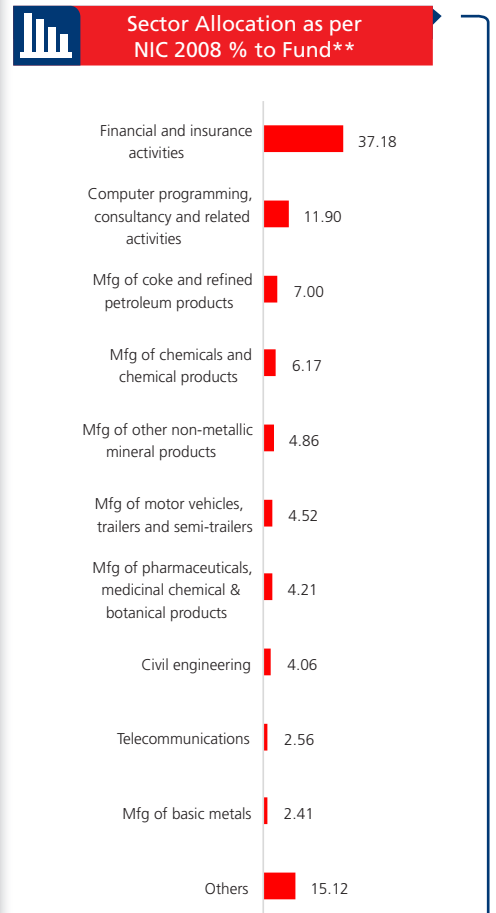 Sector Allocation as per
NIC 2008 % to Fund**
Financial and insurance
activities
37.18
Computer programming,
consultancy and related
activities
11.90
Mfg of coke and refined
petroleum products
7.00
Mfg of chemicals and
chemical products
6.17
Mfg of other non-metallic
mineral products
4.86
Mfg of motor vehicles,
trailers and semi-trailers
4.52
Mfg of pharmaceuticals,
medicinal chemical &
botanical products
4.21
Civil engineering
4.06
Telecommunications
2.56
Mfg of basic metals
2.41
Others
15.12